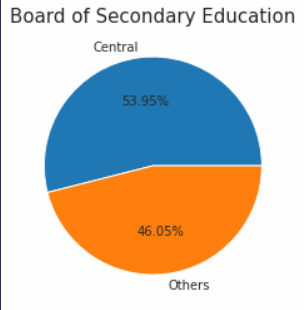 Board of Secondary Education
Central
53.95%
46.05%
Others